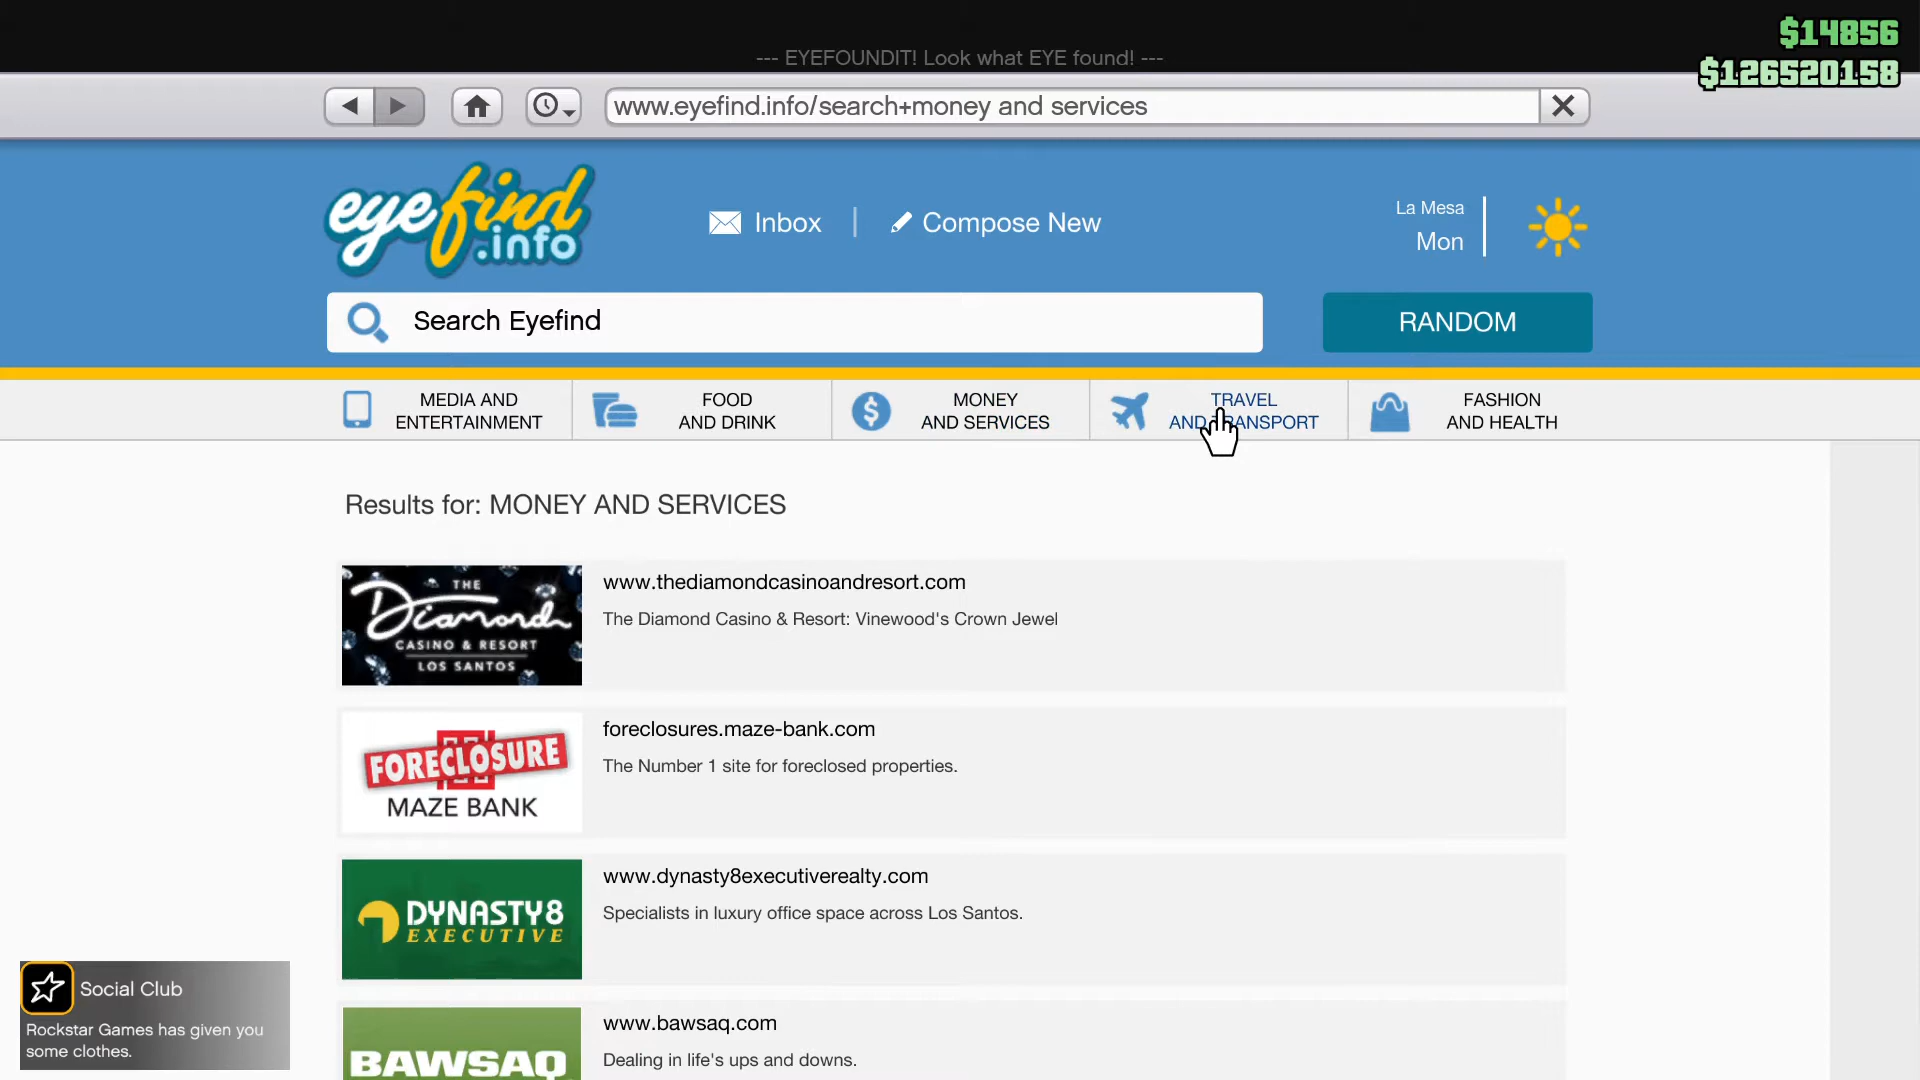 $14856
--- EYEFOUNDIT! Look what EYE found! ---
$126520158
www.eyefind.info/search+money and services
eyefind
.info
Inbox
Compose New
La Mesa
Mon
Search Eyefind
RANDOM
MEDIA AND
ENTERTAINMENT
FOOD
AND DRINK
MONEY
AND SERVICES
TRAVEL
AND TRANSPORT
FASHION
AND HEALTH
Results for: MONEY AND SERVICES
THE
Diamond
CASINO & RESORT
LOS SANTOS
www.thediamondcasinoandresort.com
The Diamond Casino & Resort: Vinewood's Crown Jewel
FORECLOSURE
MAZE BANK
foreclosures.maze-bank.com
The Number 1 site for foreclosed properties.
DYNASTY8
EXECUTIVE
www.dynasty8executiverealty.com
Specialists in luxury office space across Los Santos.
BAWSAQ
www.bawsaq.com
Dealing in life's ups and downs.
Social Club
Rockstar Games has given you
some clothes.